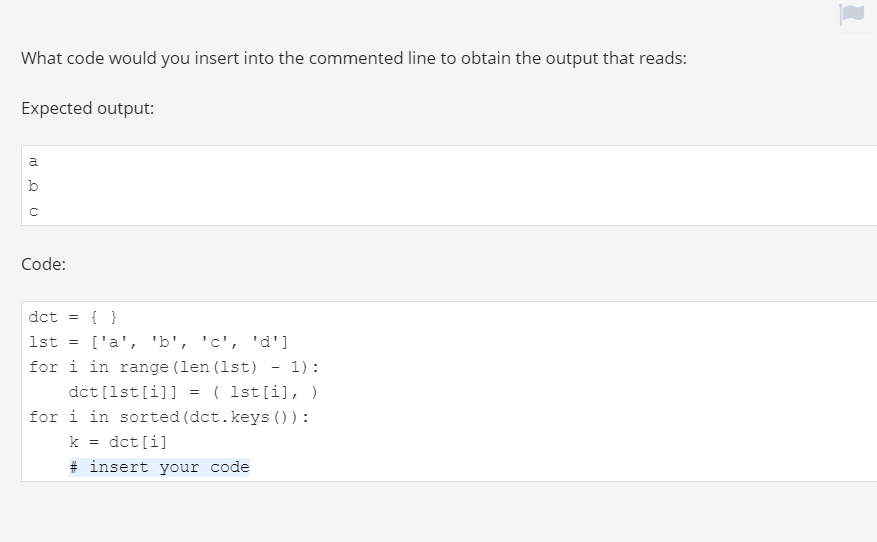 What code would you insert into the commented line to obtain the output that reads:
Expected output:
a
b
c
Code:
dct = { }
lst = ['a', 'b', 'c', 'd']
for i in range(len(lst) - 1):
    dct[lst[i]] = ( lst[i], )
for i in sorted(dct.keys()):
    k = dct[i]
    # insert your code